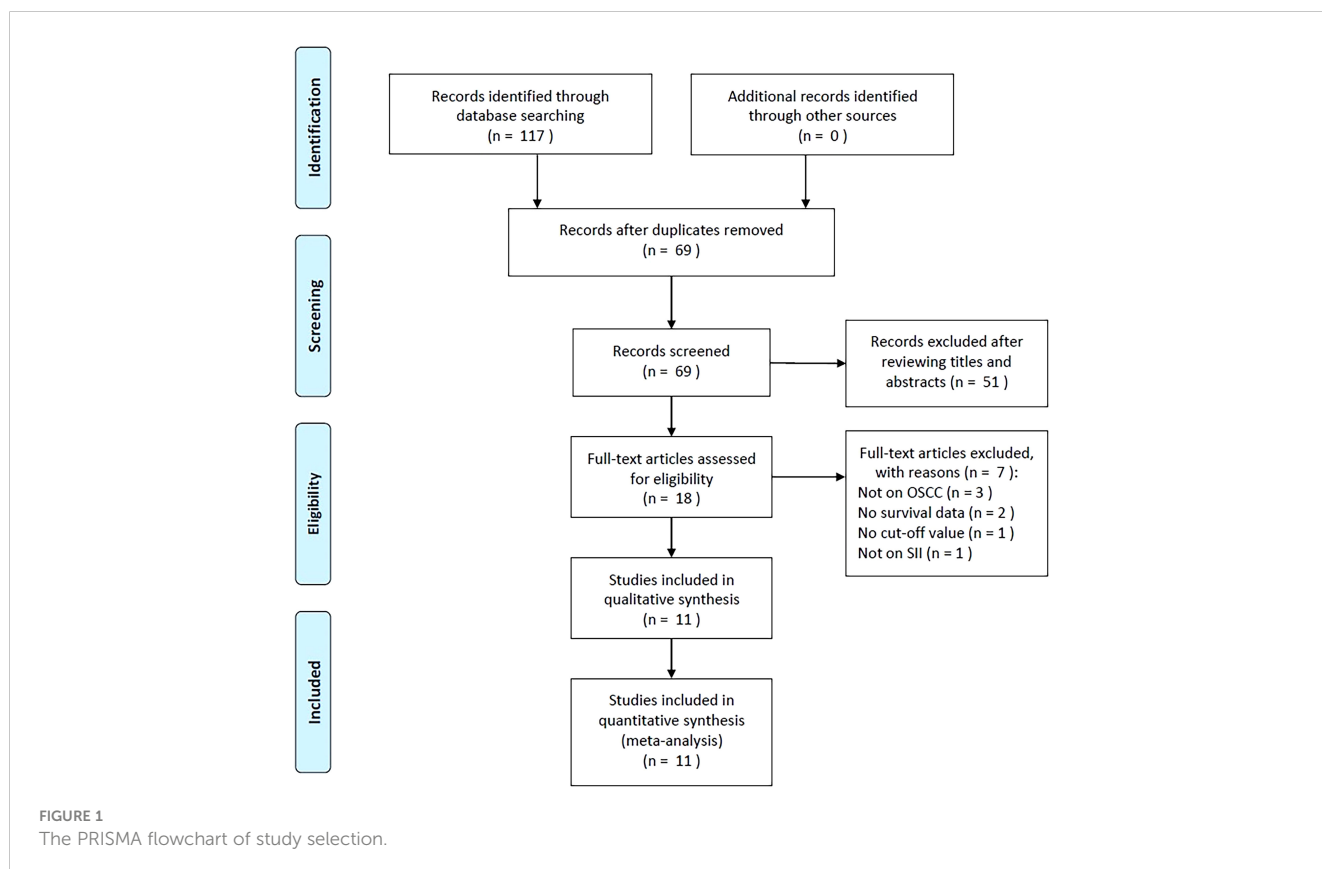 Identification
Records identified through
database searching
(n = 117 )
Additional records identified
through other sources
(n = 0 )
Records after duplicates removed
(n = 69 )
Screening
Records screened
(n = 69 )
Records excluded after
reviewing titles and
abstracts (n = 51 )
Eligibility
Full-text articles assessed
for eligibility
(n = 18 )
Full-text articles excluded,
with reasons (n = 7 ):
Not on OSCC (n = 3 )
No survival data (n = 2 )
No cut-off value (n = 1 )
Not on SII (n = 1 )
Studies included in
qualitative synthesis
(n = 11 )
Included
Studies included in
quantitative synthesis
(meta-analysis)
(n = 11 )
FIGURE 1
The PRISMA flowchart of study selection.